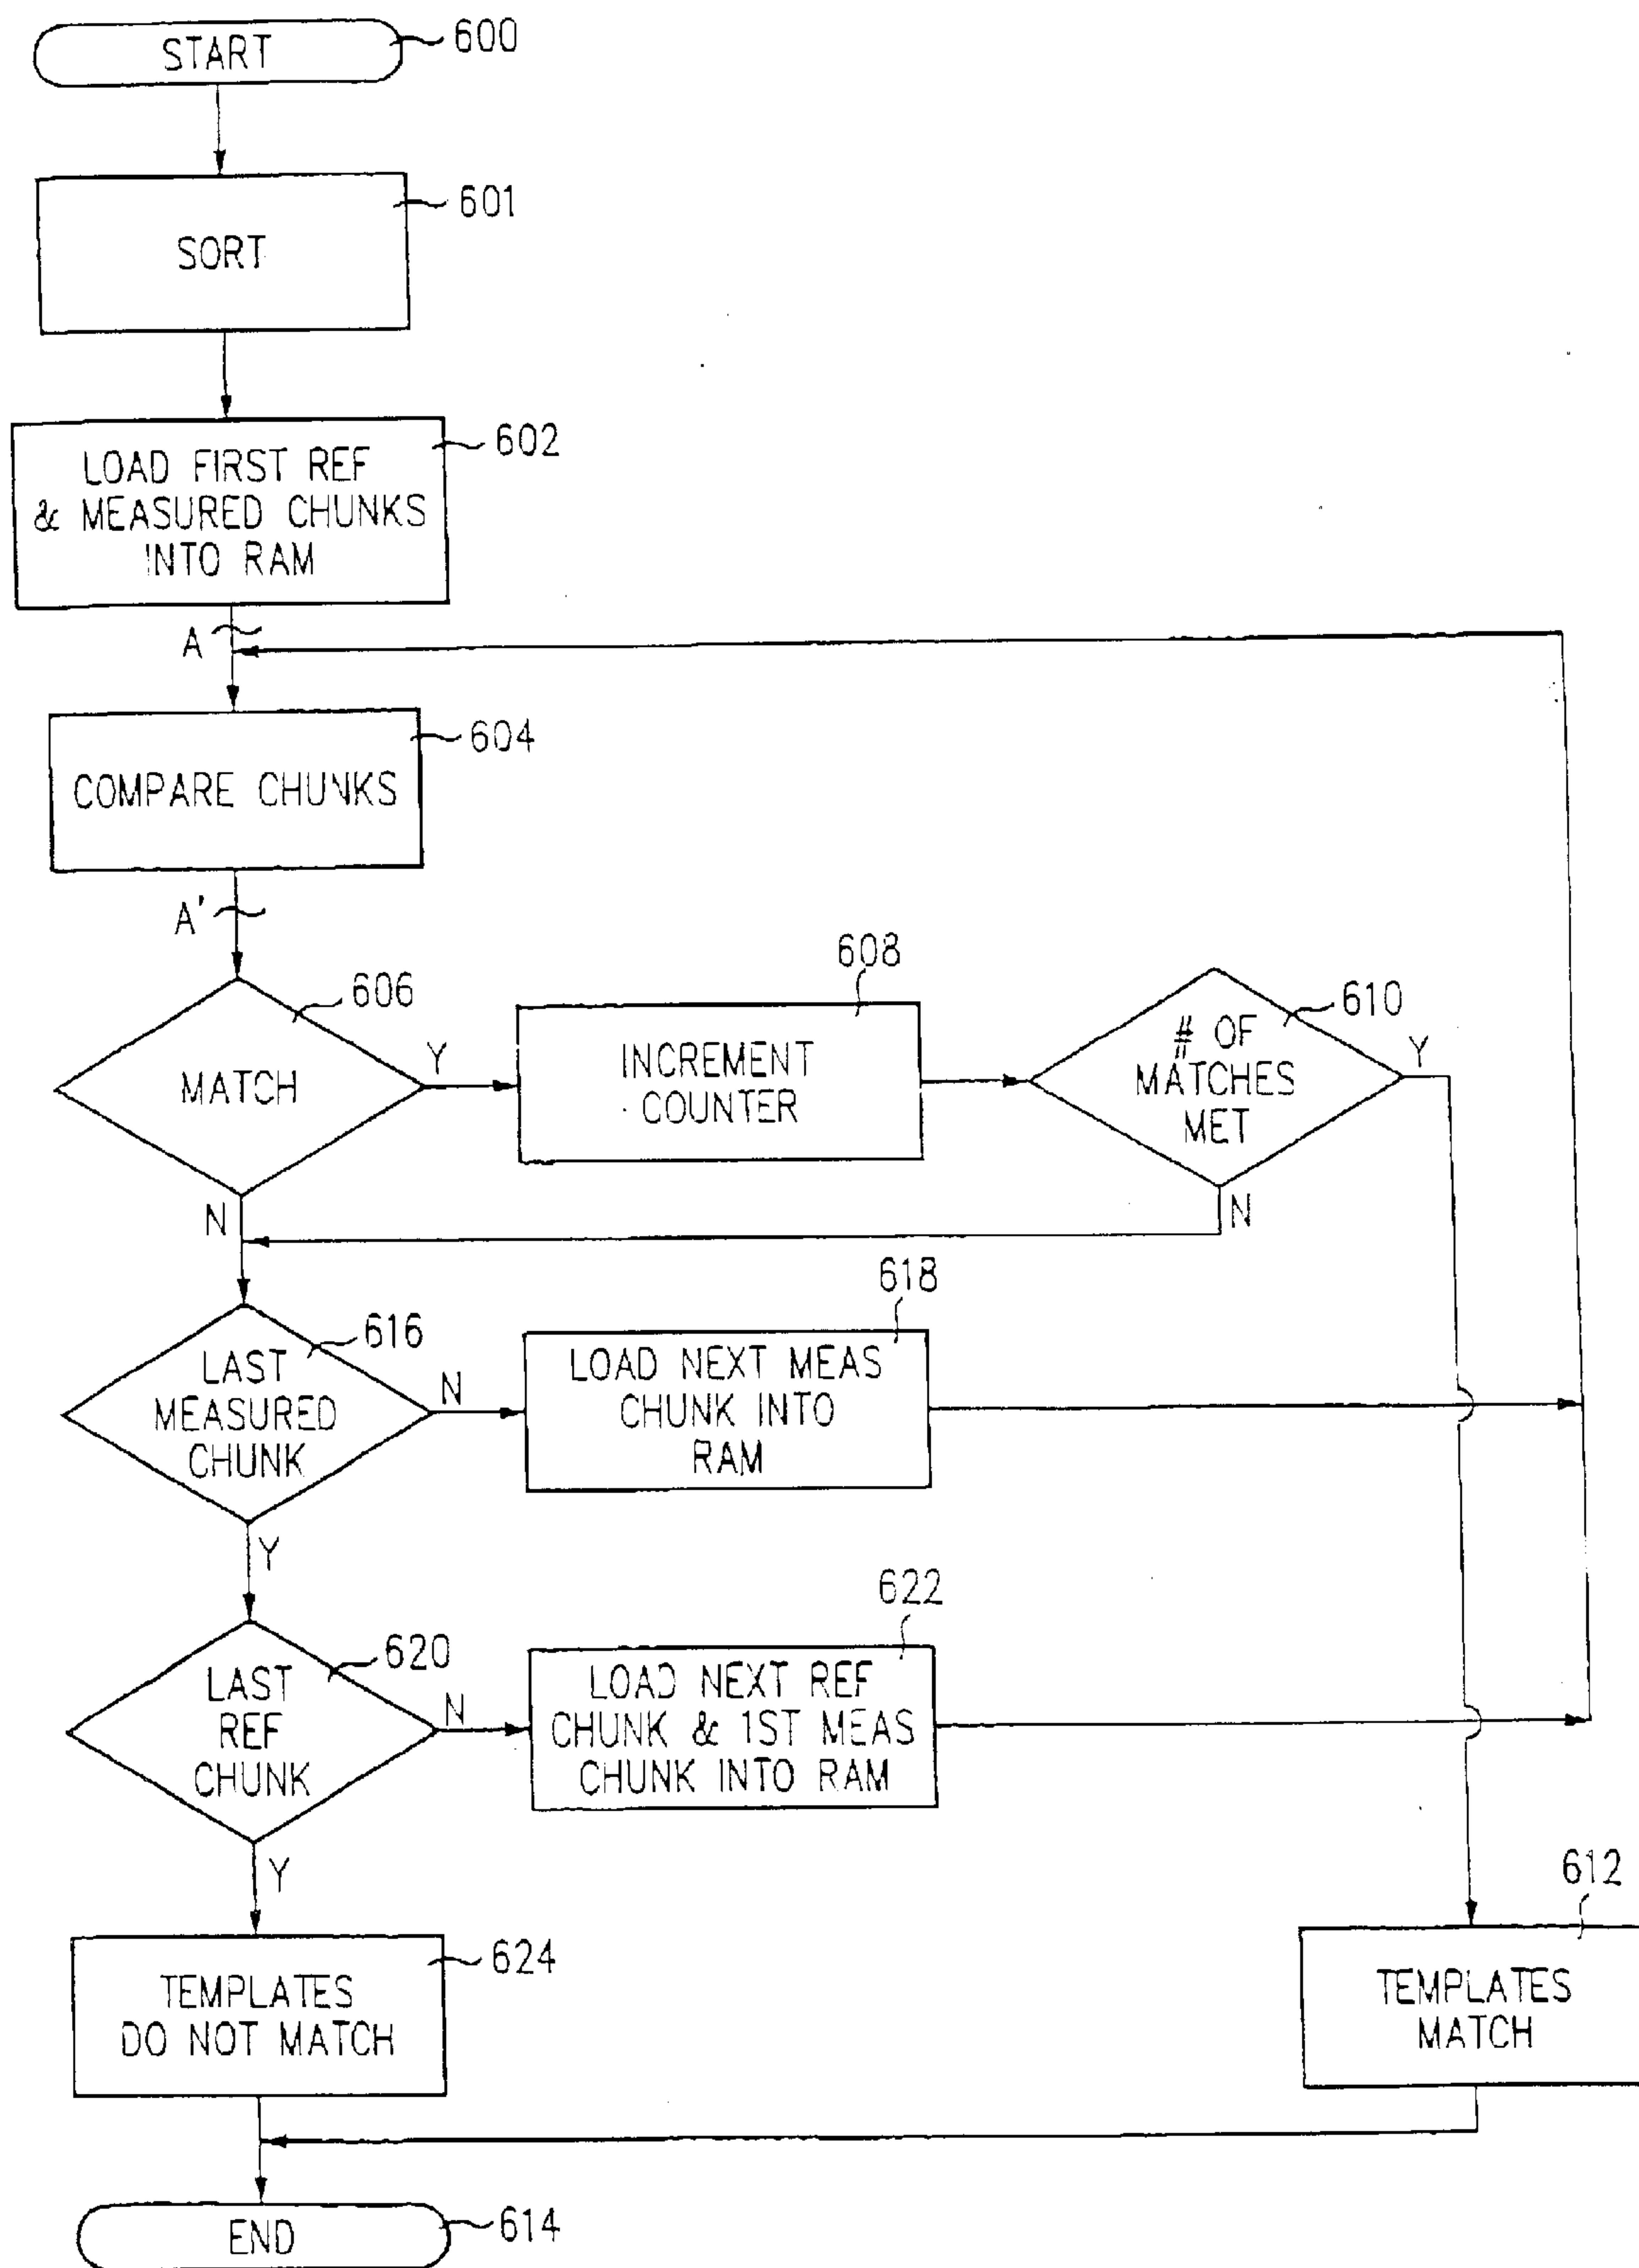 START
600
SORT
601
LOAD FIRST REF
& MEASURED CHUNKS
INTO RAM
602
A
COMPARE CHUNKS
604
A'
MATCH
606
Y
N
INCREMENT
COUNTER
608
# OF
MATCHES
MET
610
Y
N
LAST
MEASURED
CHUNK
616
N
Y
LOAD NEXT MEAS
CHUNK INTO
RAM
618
LAST
REF
CHUNK
620
N
Y
LOAD NEXT REF
CHUNK & 1ST MEAS
CHUNK INTO RAM
622
TEMPLATES
DO NOT MATCH
624
TEMPLATES
MATCH
612
END
614